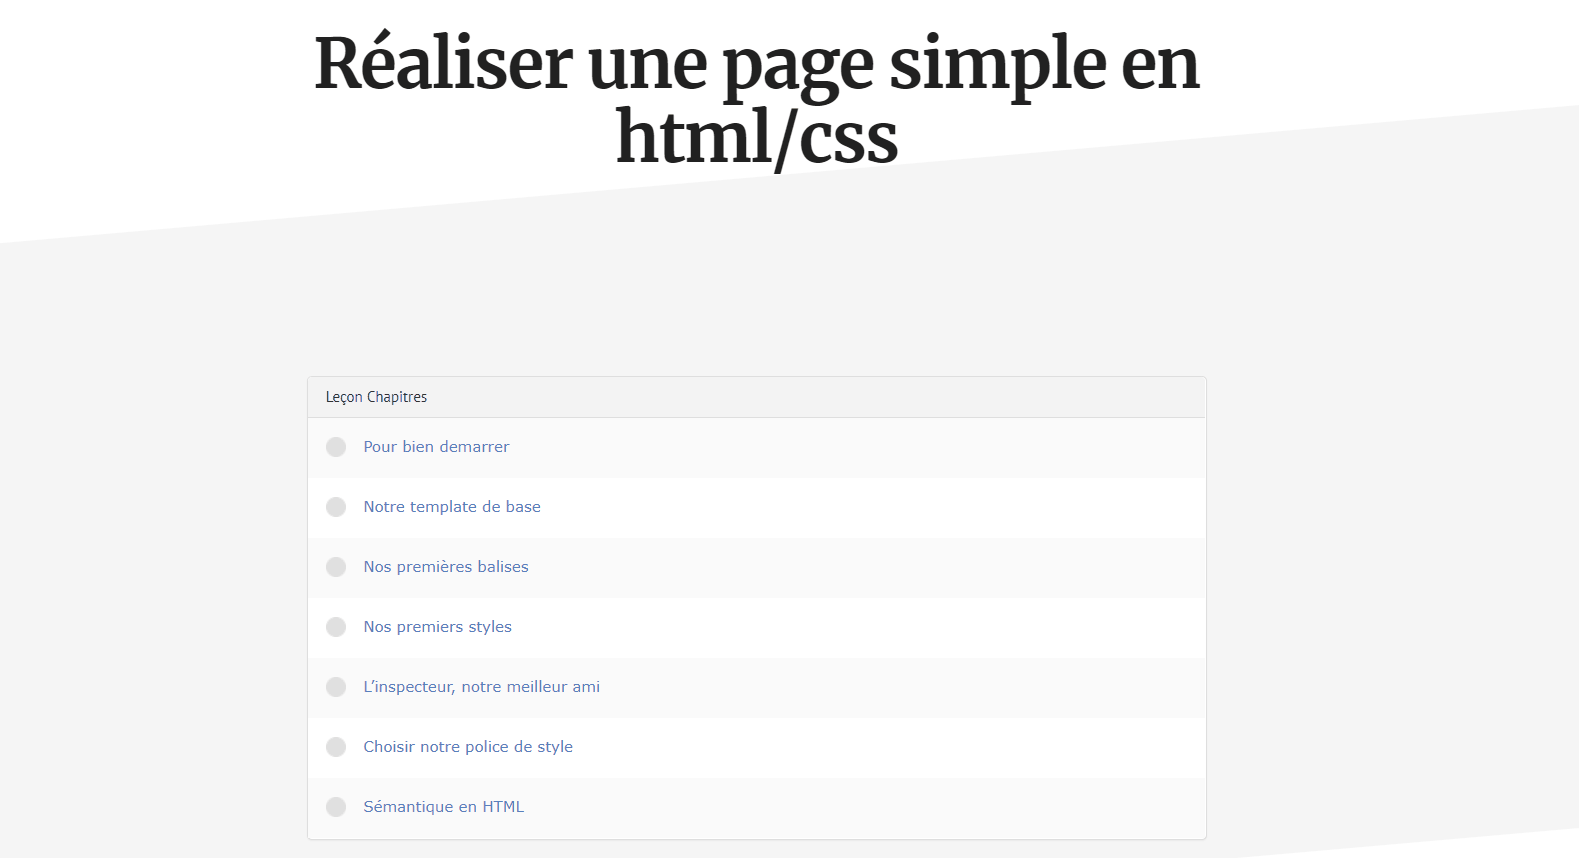 Réaliser une page simple en
html/css
Leçon Chapitres
Pour bien demarrer
Notre template de base
Nos premières balises
Nos premiers styles
L’inspecteur, notre meilleur ami
Choisir notre police de style
Sémantique en HTML